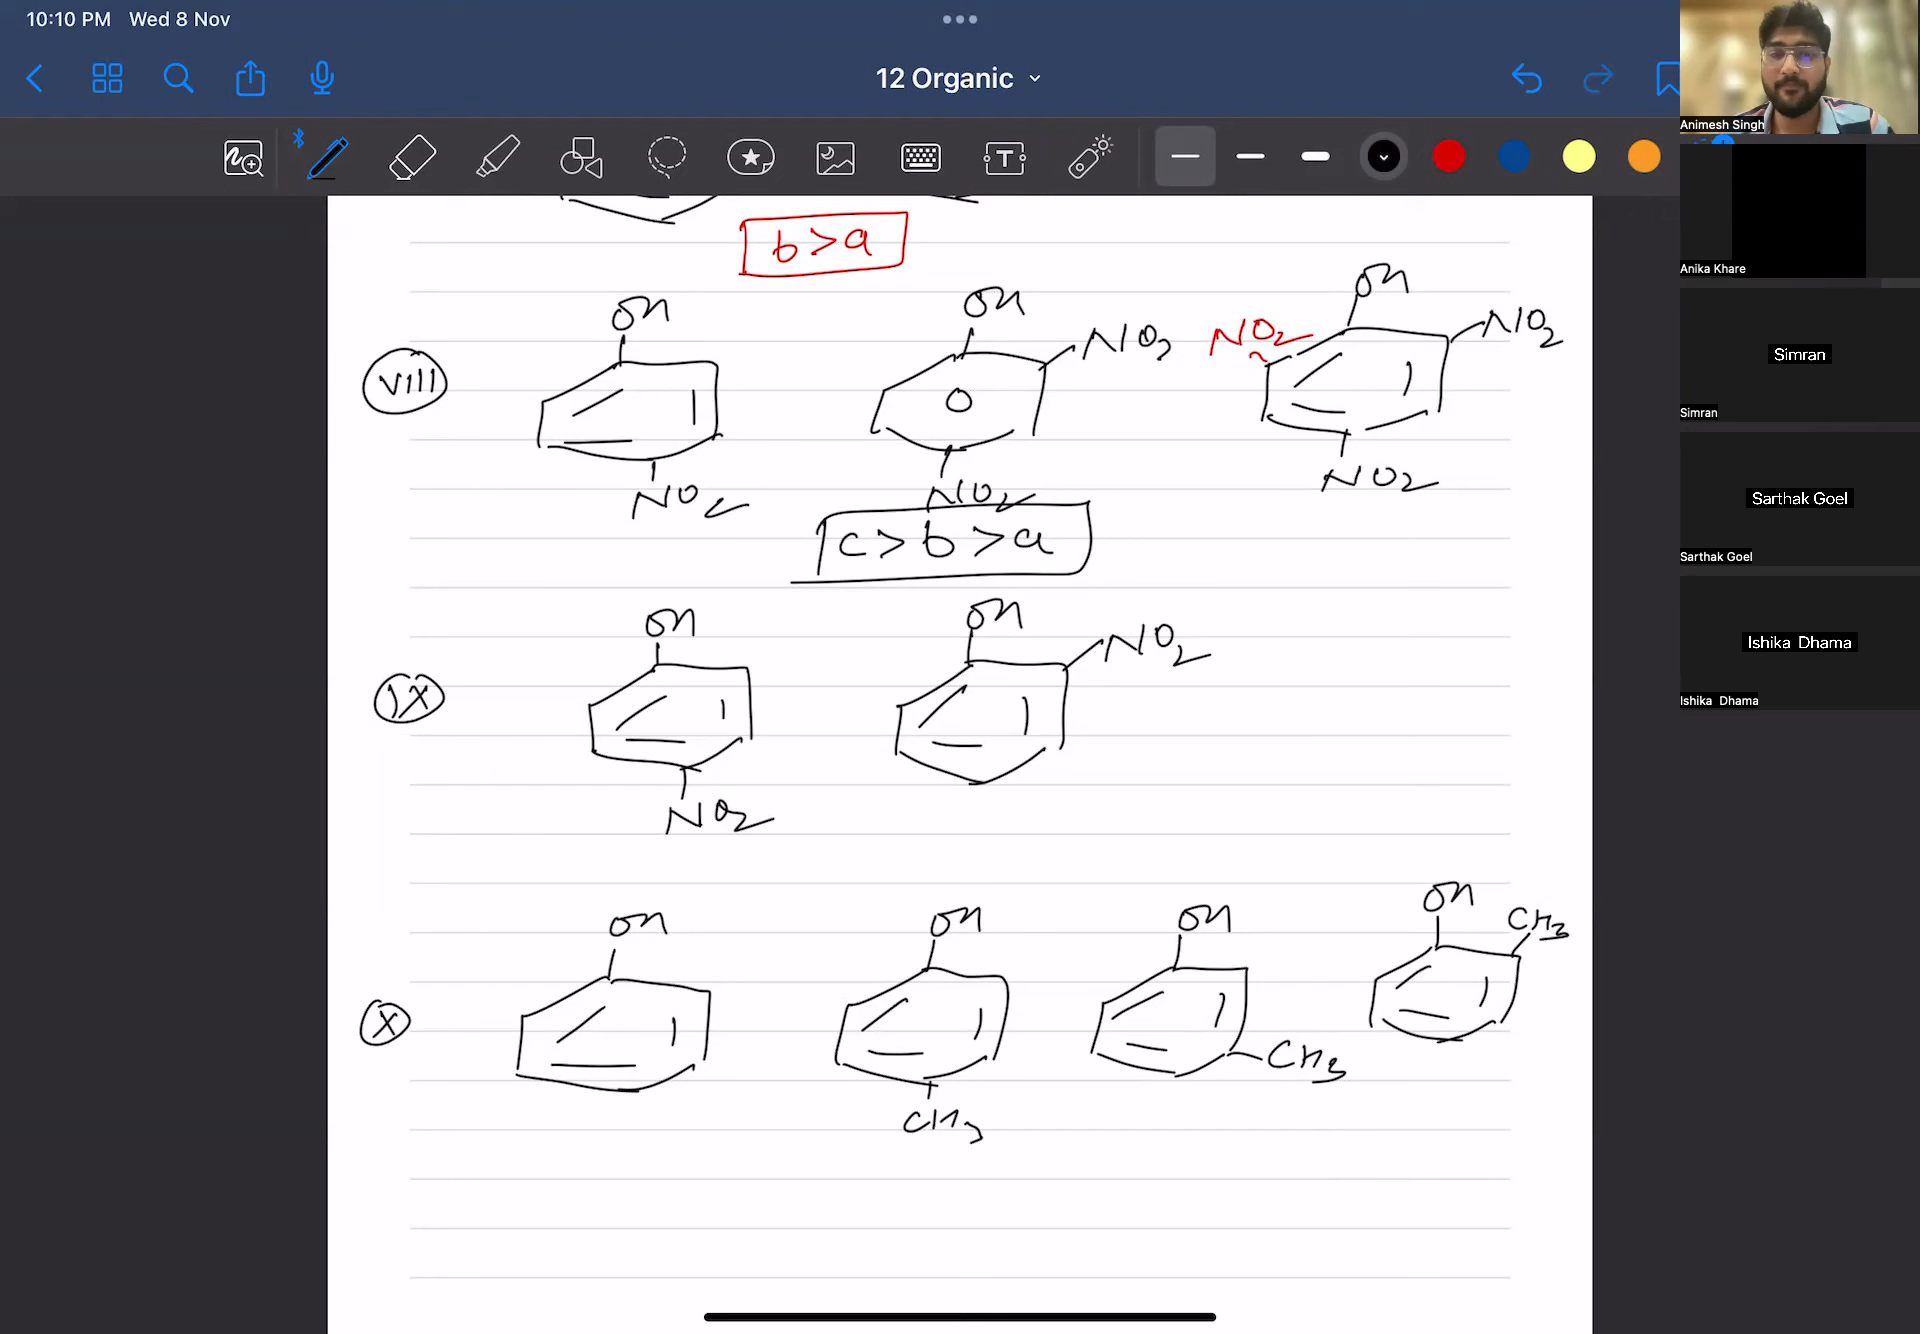 10:10 PM Wed 8 Nov
12 Organic
Animesh Singh
Anika Khare
Simran
Simran
Sarthak Goel
Sarthak Goel
Ishika Dhama
Ishika Dhama
b>a
viii
OH
NO2
OH
NO2
NO2
OH
NO2
NO2
NO2
c>b>a
ix
OH
NO2
OH
NO2
x
OH
OH
CH3
OH
CH3
OH
CH3